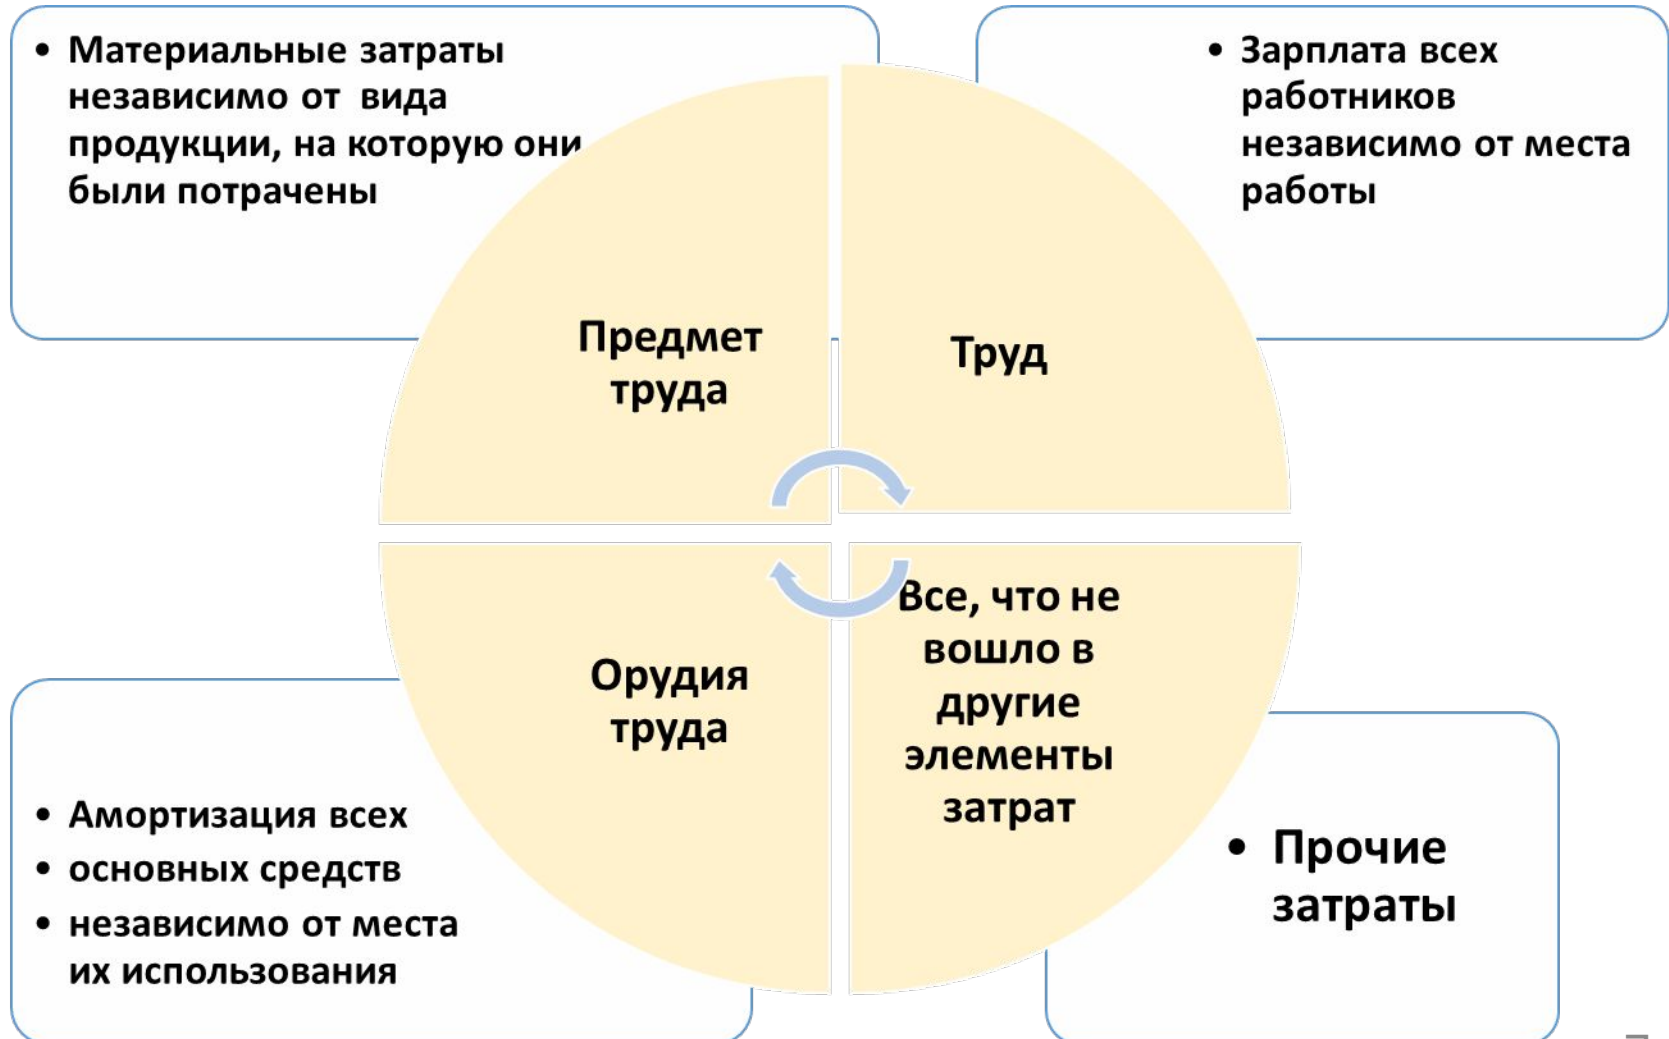 • Материальные затраты
независимо от вида
продукции, на которую они
были потрачены
• Зарплата всех
работников
независимо от места
работы
Предмет
труда
Труд
Орудия
труда
Все, что не
вошло в
другие
элементы
затрат
• Амортизация всех
• основных средств
• независимо от места
их использования
• Прочие
затраты